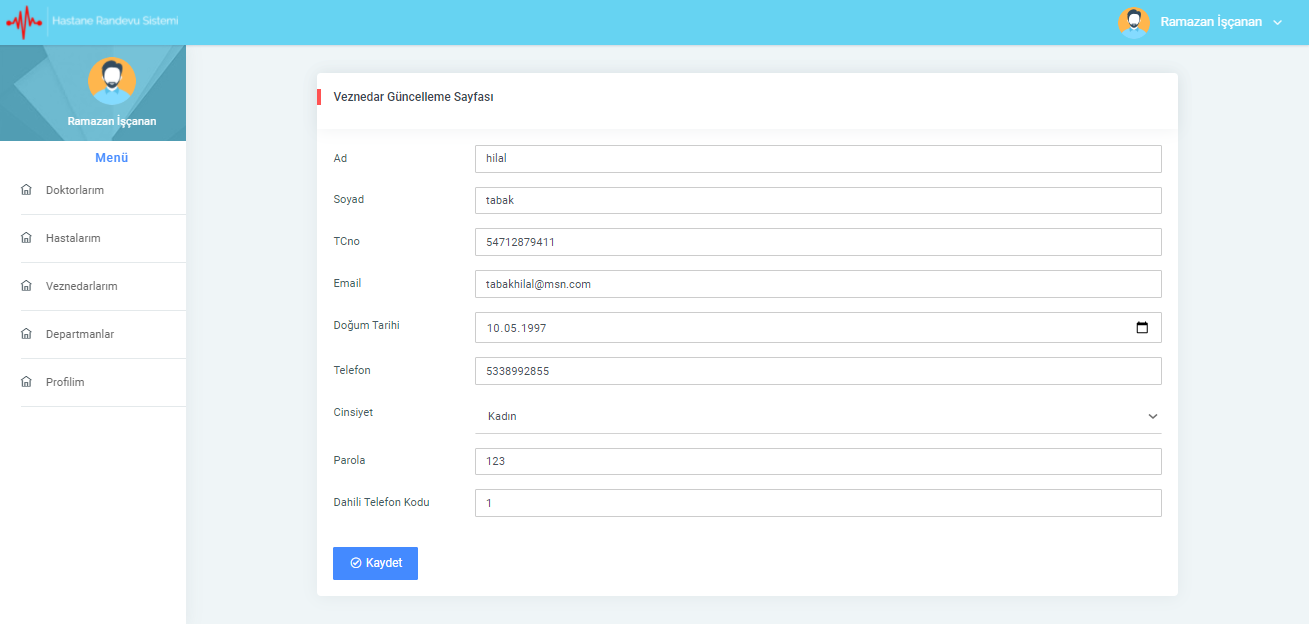 Hastane Randevu Sistemi
Ramazan İşçanan
Ramazan İşçanan
Menü
Doktorlarım
Hastalarım
Veznedarlarım
Departmanlar
Profilim
Veznedar Güncelleme Sayfası
Ad hilal
Soyad tabak
TCno 54712879411
Email tabakhilal@msn.com
Doğum Tarihi 10.05.1997
Telefon 5338992855
Cinsiyet Kadın
Parola 123
Dahili Telefon Kodu 1
Kaydet